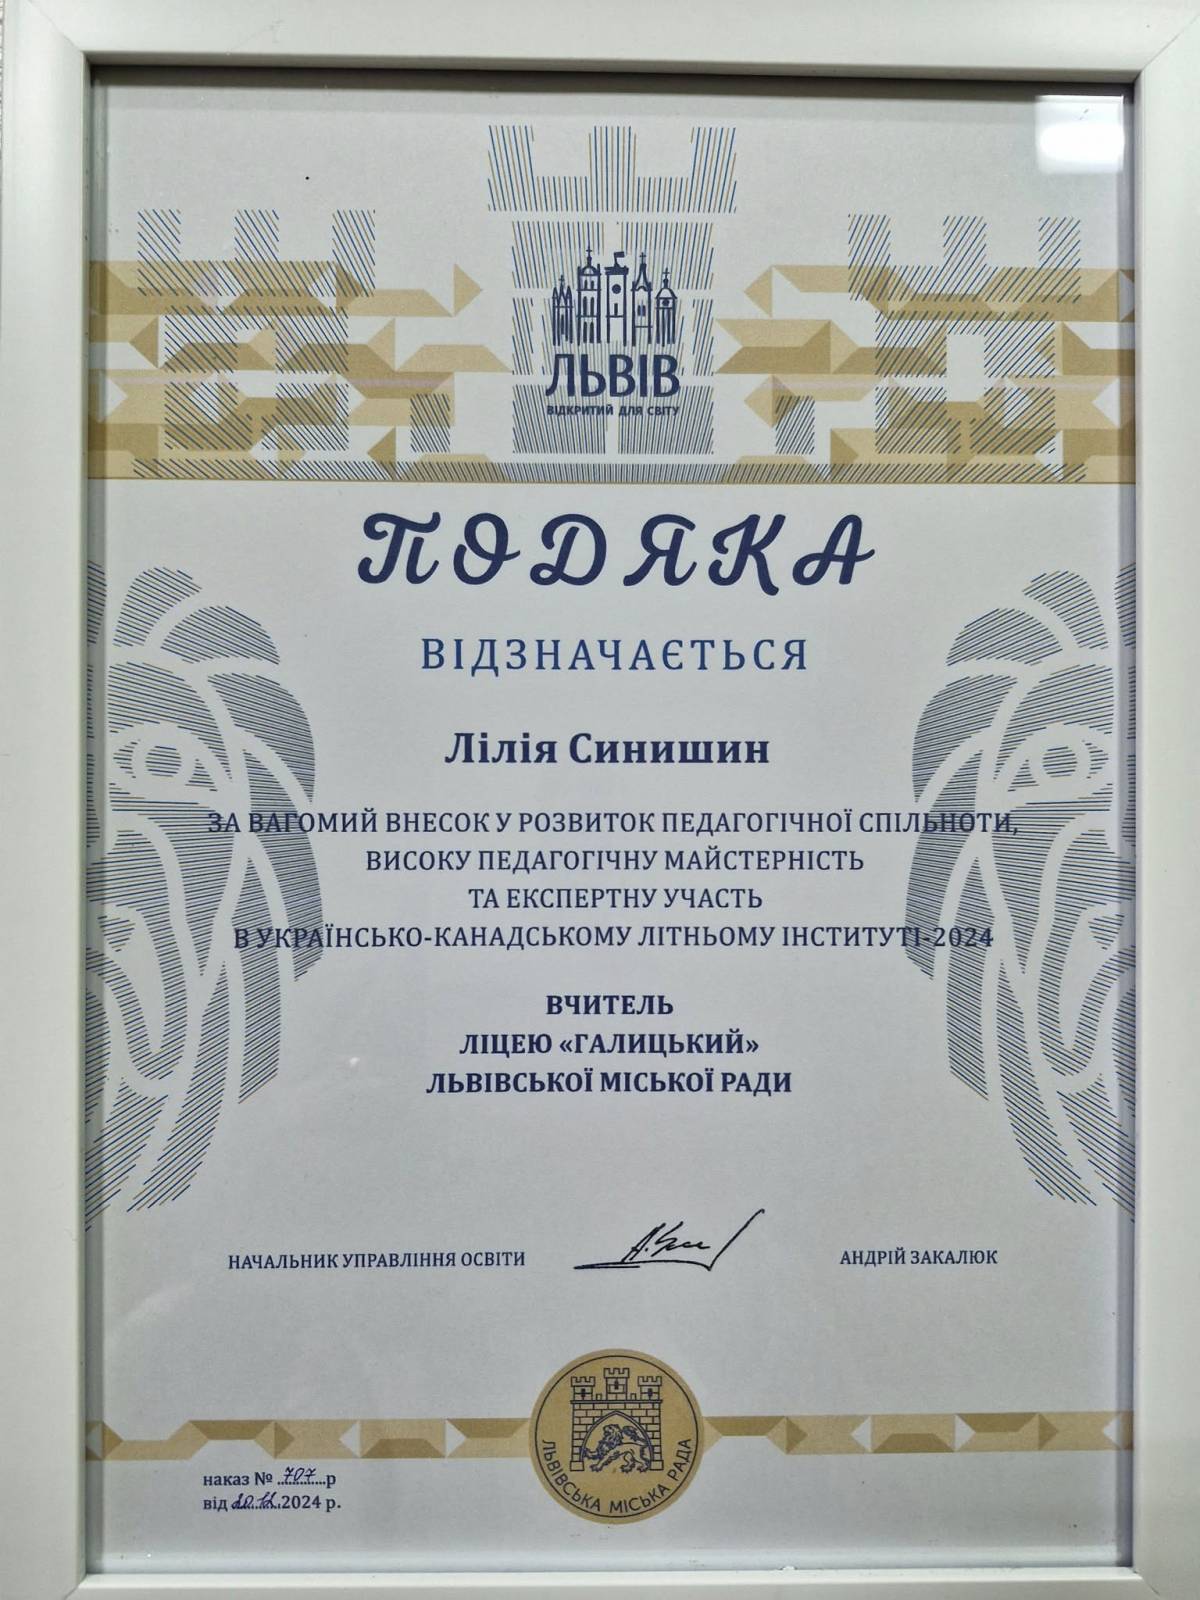 ЛЬВІВ
ВІДКРИТИЙ ДЛЯ СВІТУ
ПОДЯКА
ВІДЗНАЧАЄТЬСЯ
Лілія Синишин
ЗА ВАГОМИЙ ВНЕСОК У РОЗВИТОК ПЕДАГОГІЧНОЇ СПІЛЬНОТИ,
ВИСОКУ ПЕДАГОГІЧНУ МАЙСТЕРНІСТЬ
ТА ЕКСПЕРТНУ УЧАСТЬ
В УКРАЇНСЬКО-КАНАДСЬКОМУ ЛІТНЬОМУ ІНСТИТУТІ-2024
ВЧИТЕЛЬ
ЛІЦЕЮ «ГАЛИЦЬКИЙ»
ЛЬВІВСЬКОЇ МІСЬКОЇ РАДИ
НАЧАЛЬНИК УПРАВЛІННЯ ОСВІТИ
АНДРІЙ ЗАКАЛЮК
ЛЬВІВСЬКА МІСЬКА РАДА
наказ № 707 р
від 20.12.2024 р.